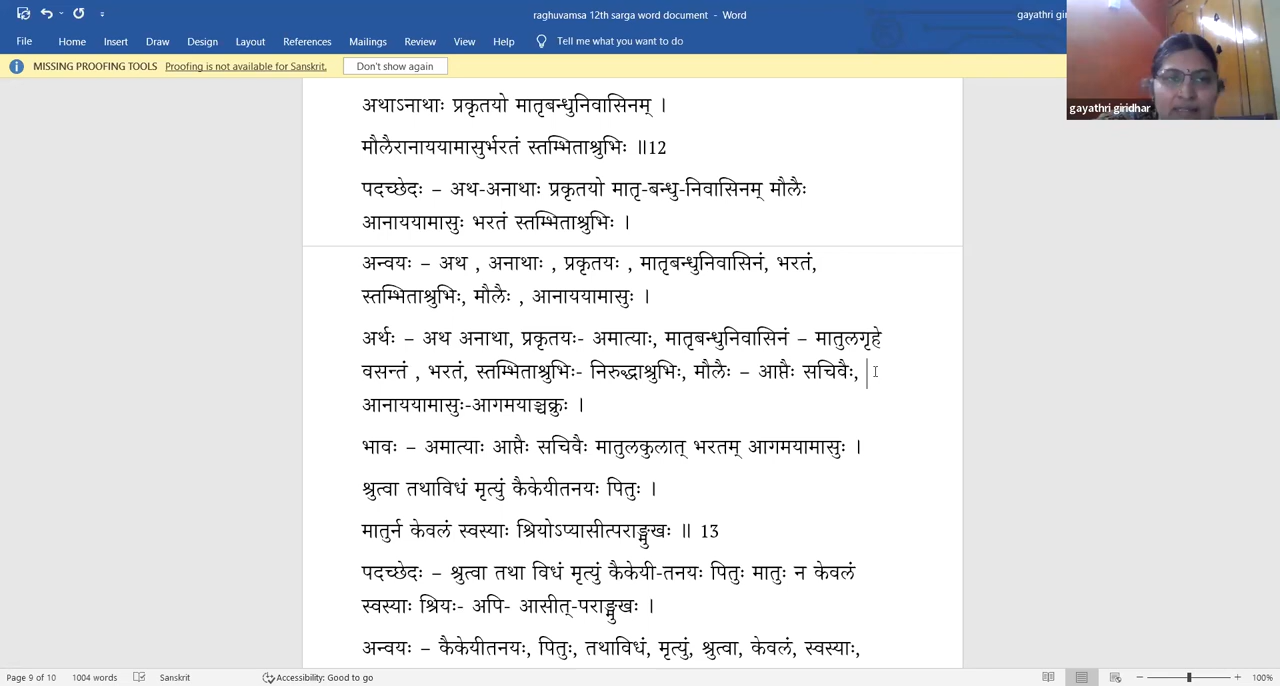 raghuvamsa 12th sarga word document - Word
gayathri gi
File Home Insert Draw Design Layout References Mailings Review View Help Tell me what you want to do
MISSING PROOFING TOOLS Proofing is not available for Sanskrit. Don't show again
gayathri giridhar
अथाऽनाथाः प्रकृतयो मातृबन्धुनिवासिनम् ।
मौलैरानाययामासुर्भरतं स्तम्भिताश्रुभिः ॥12
पदच्छेदः – अथ-अनाथाः प्रकृतयो मातृ-बन्धु-निवासिनम् मौलैः
आनाययामासुः भरतं स्तम्भिताश्रुभिः ।
अन्वयः – अथ , अनाथाः , प्रकृतयः , मातृबन्धुनिवासिनं, भरतं,
स्तम्भिताश्रुभिः, मौलैः , आनाययामासुः ।
अर्थः – अथ अनाथा, प्रकृतयः- अमात्याः, मातृबन्धुनिवासिनं – मातुलगृहे
वसन्तं , भरतं, स्तम्भिताश्रुभिः- निरुद्धाश्रुभिः, मौलैः – आप्तैः सचिवैः,
आनाययामासुः-आगमयाञ्चक्रुः ।
भावः – अमात्याः आप्तैः सचिवैः मातुलकुलात् भरतम् आगमयामासुः ।
श्रुत्वा तथाविधं मृत्युं कैकेयीतनयः पितुः ।
मातुर्न केवलं स्वस्याः श्रियोऽप्यासीत्पराङ्मुखः ॥ 13
पदच्छेदः – श्रुत्वा तथा विधं मृत्युं कैकेयी-तनयः पितुः मातुः न केवलं
स्वस्याः श्रियः- अपि- आसीत्-पराङ्मुखः ।
अन्वयः – कैकेयीतनयः, पितुः, तथाविधं, मृत्युं, श्रुत्वा, केवलं, स्वस्याः,
Page 9 of 10 1004 words Sanskrit Accessibility: Good to go 100%